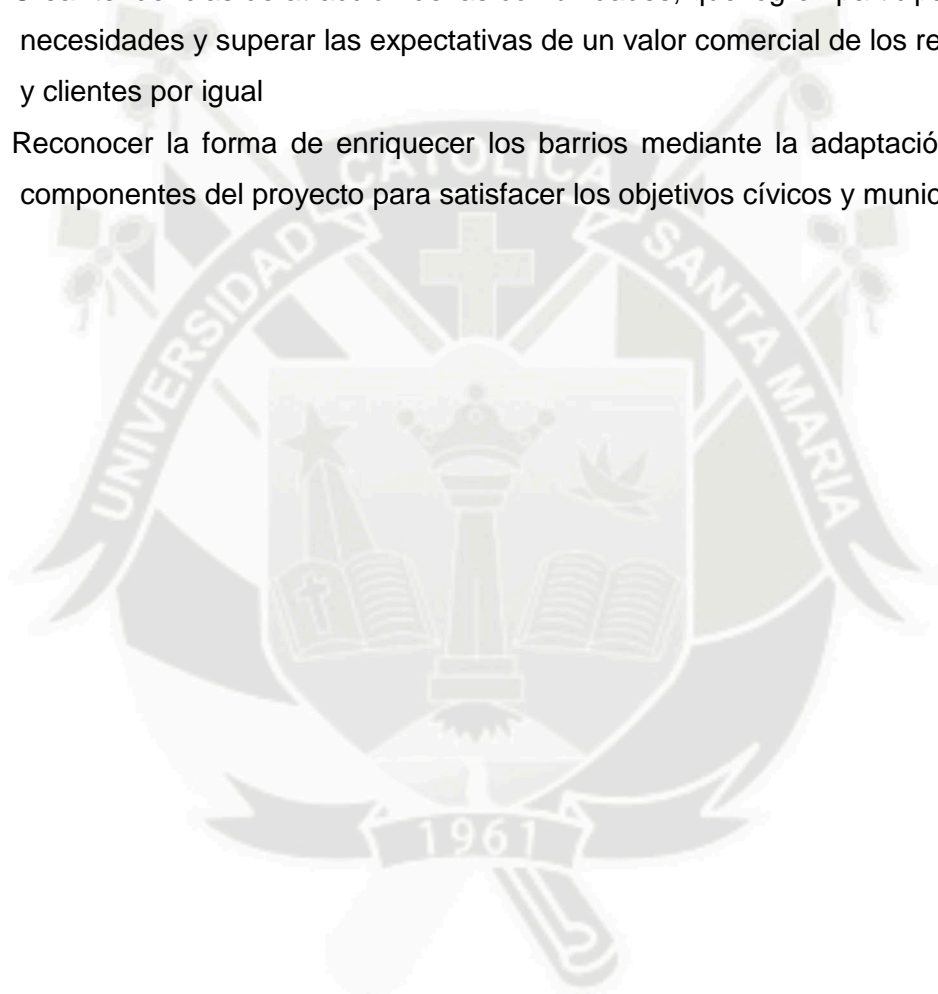 necesidades y superar las expectativas de un valor comercial de los re
y clientes por igual
Reconocer la forma de enriquecer los barrios mediante la adaptació
componentes del proyecto para satisfacer los objetivos cívicos y munic
UNIVERSIDAD CATOLICA SANTA MARIA
1961